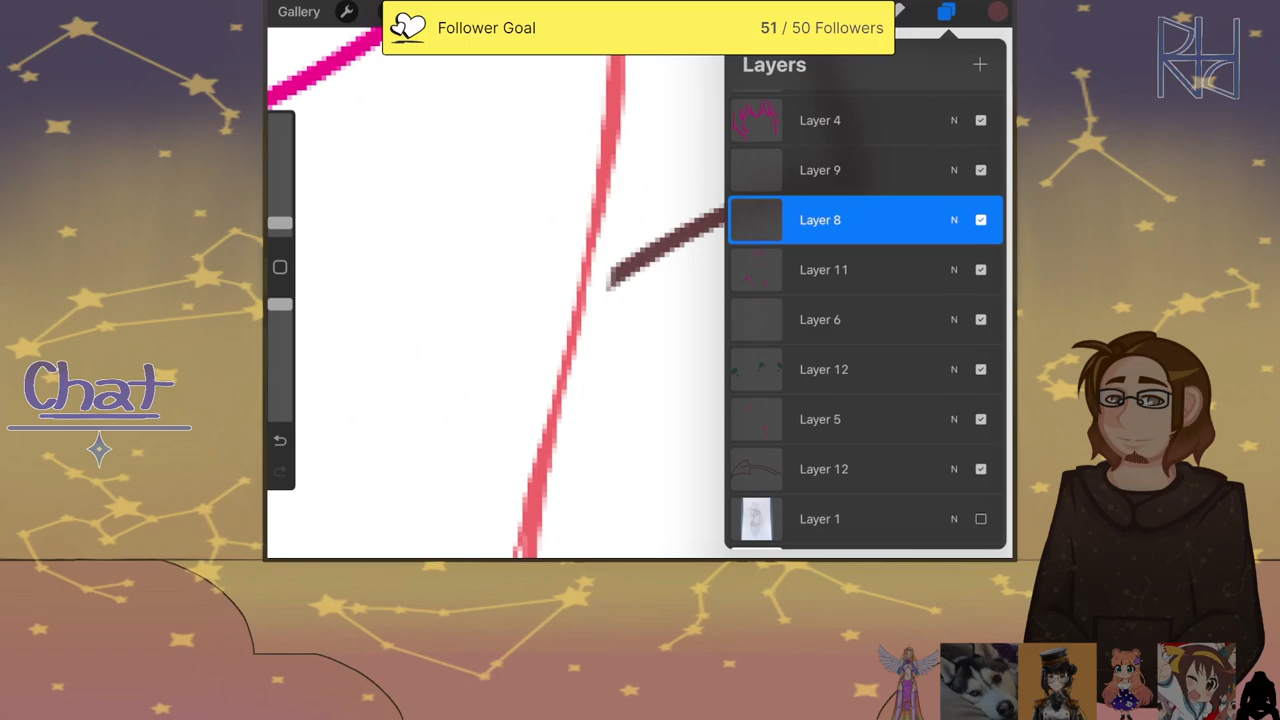 Gallery
Follower Goal
51 / 50 Followers
Layers
Layer 4 N
Layer 9 N
Layer 8 N
Layer 11 N
Layer 6 N
Layer 12 N
Layer 5 N
Layer 12 N
Layer 1 N
Chat